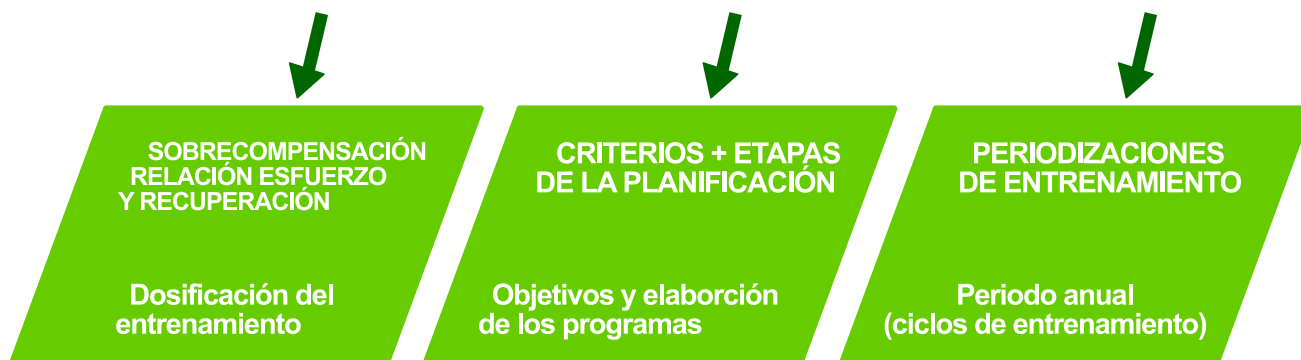 SOBRECOMPENSACIÓN
RELACIÓN ESFUERZO
Y RECUPERACIÓN
Dosificación del
entrenamiento
CRITERIOS + ETAPAS
DE LA PLANIFICACIÓN
Objetivos y elaborción
de los programas
PERIODIZACIONES
DE ENTRENAMIENTO
Periodo anual
(ciclos de entrenamiento)